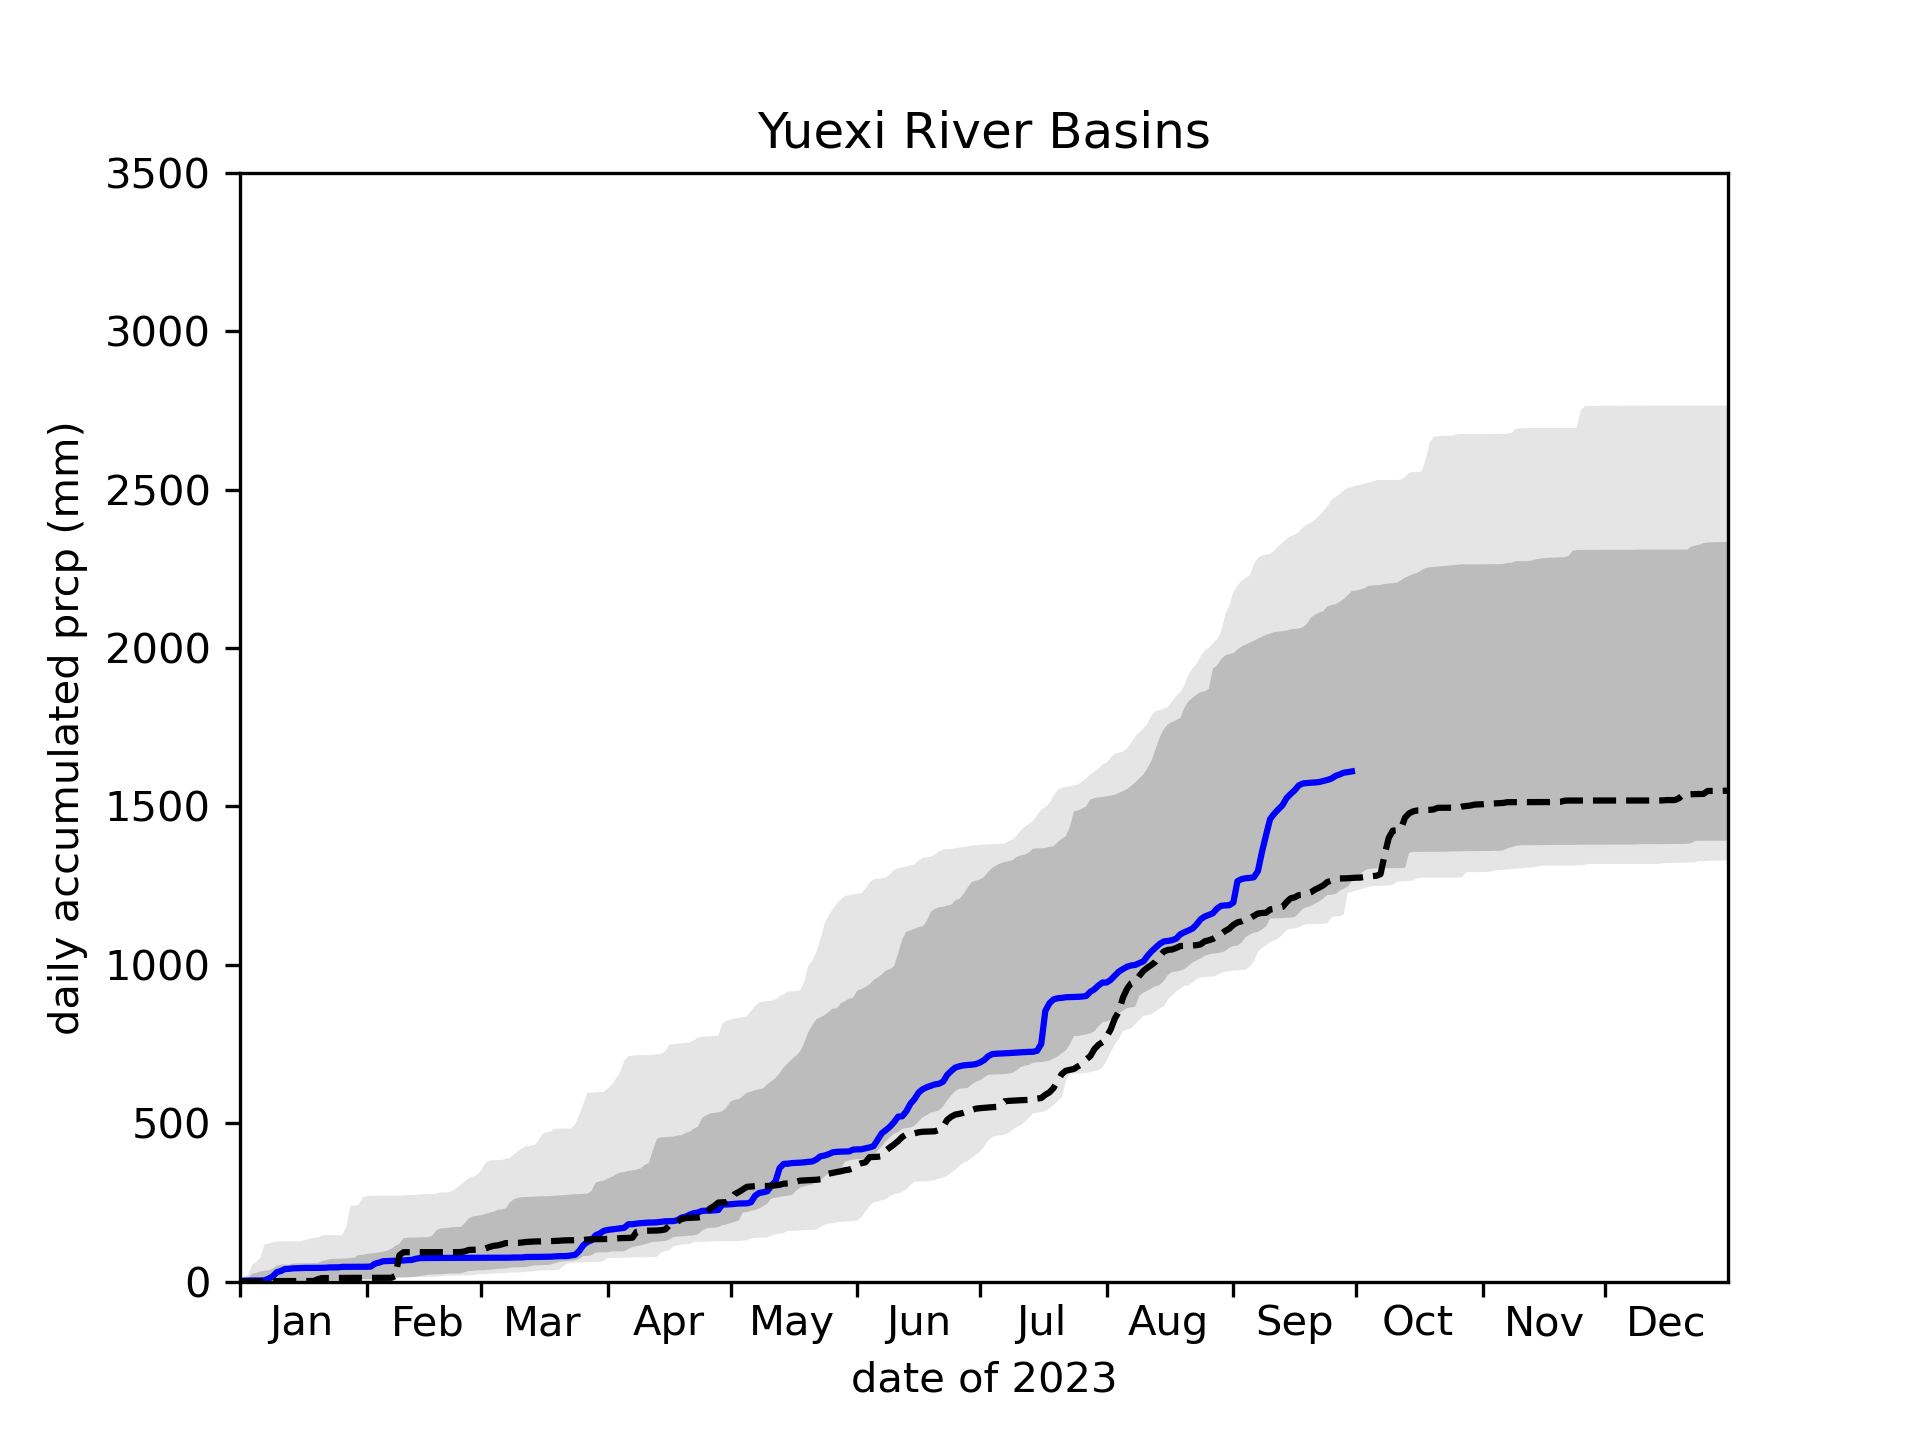 Yuexi River Basins
3500
3000
2500
2000
1500
1000
500
0
daily accumulated prcp (mm)
Jan Feb Mar Apr May Jun Jul Aug Sep Oct Nov Dec
date of 2023